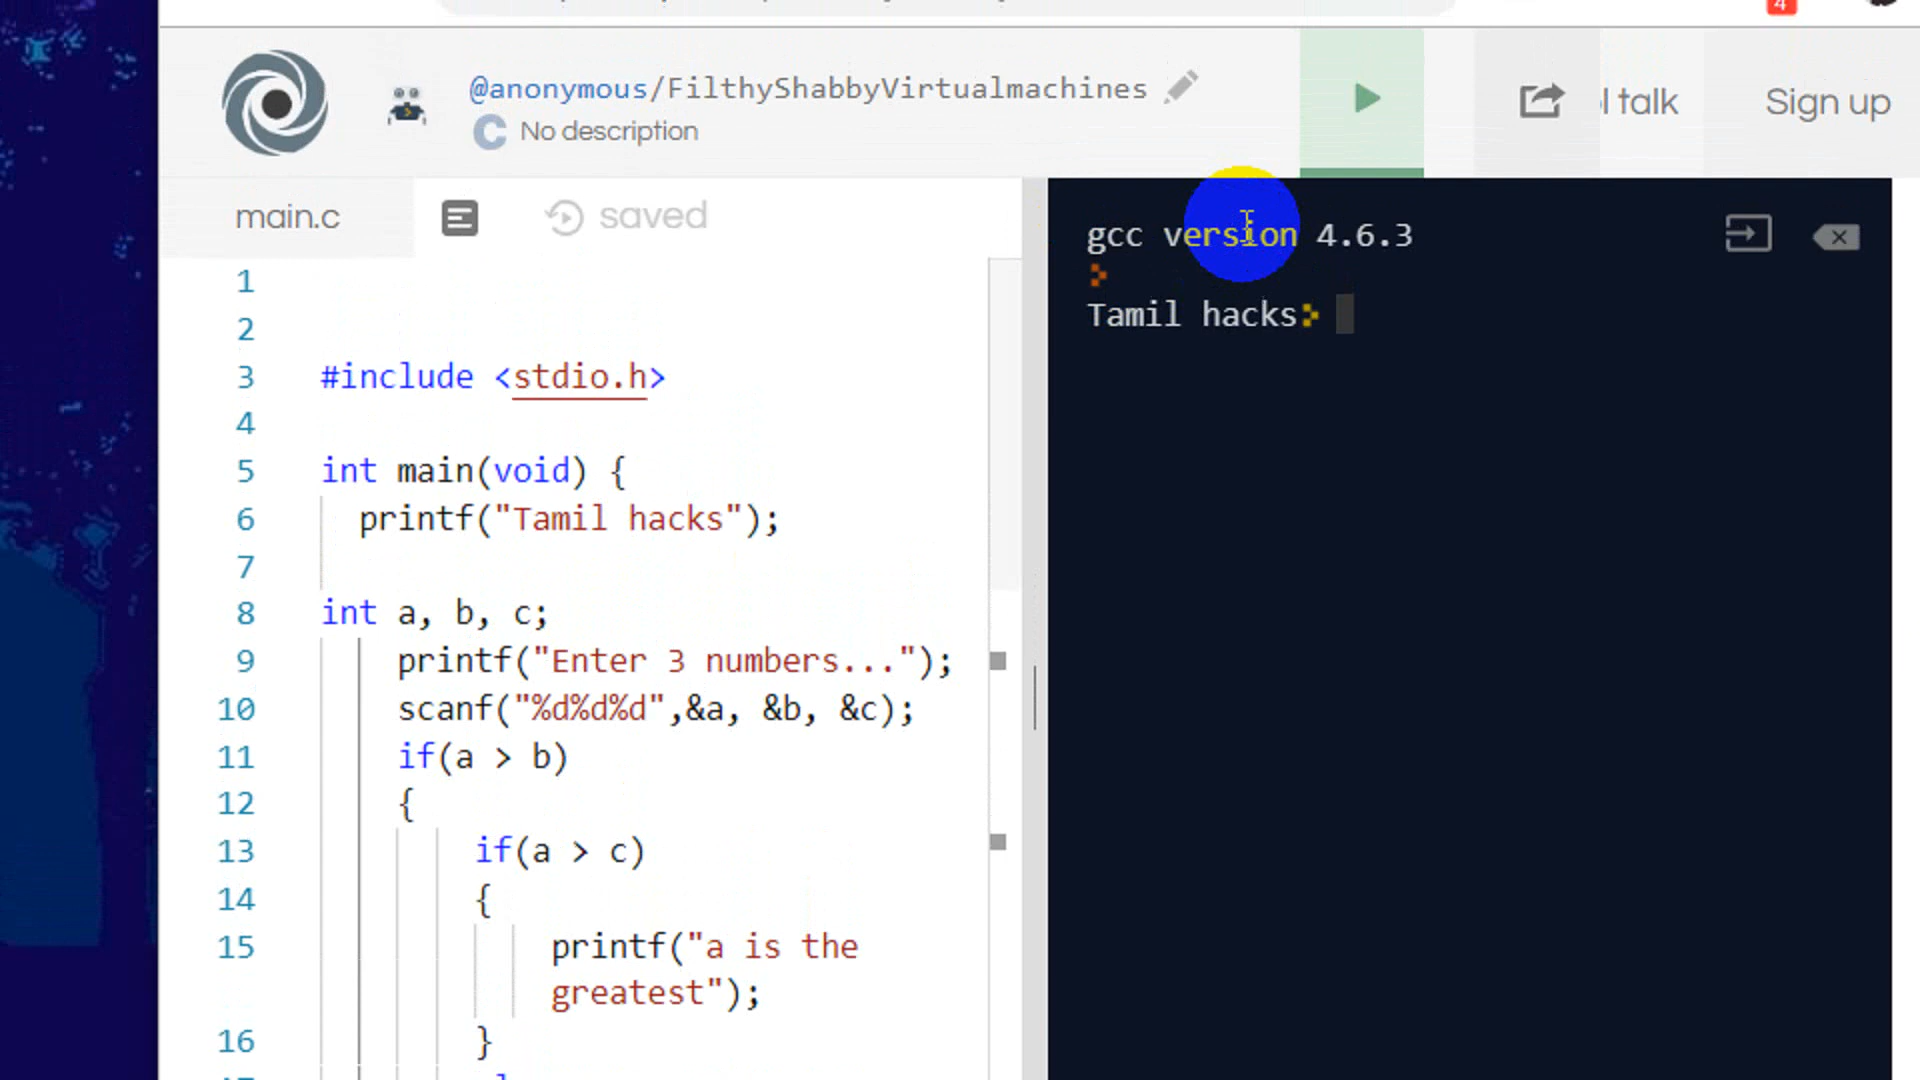 4
@anonymous/FilthyShabbyVirtualmachines
No description
l talk
Sign up
main.c
saved
1
2
3 #include <stdio.h>
4
5 int main(void) {
6 printf("Tamil hacks");
7
8 int a, b, c;
9 printf("Enter 3 numbers...");
10 scanf("%d%d%d",&a, &b, &c);
11 if(a > b)
12 {
13 if(a > c)
14 {
15 printf("a is the
greatest");
16 }
gcc version 4.6.3
>
Tamil hacks>